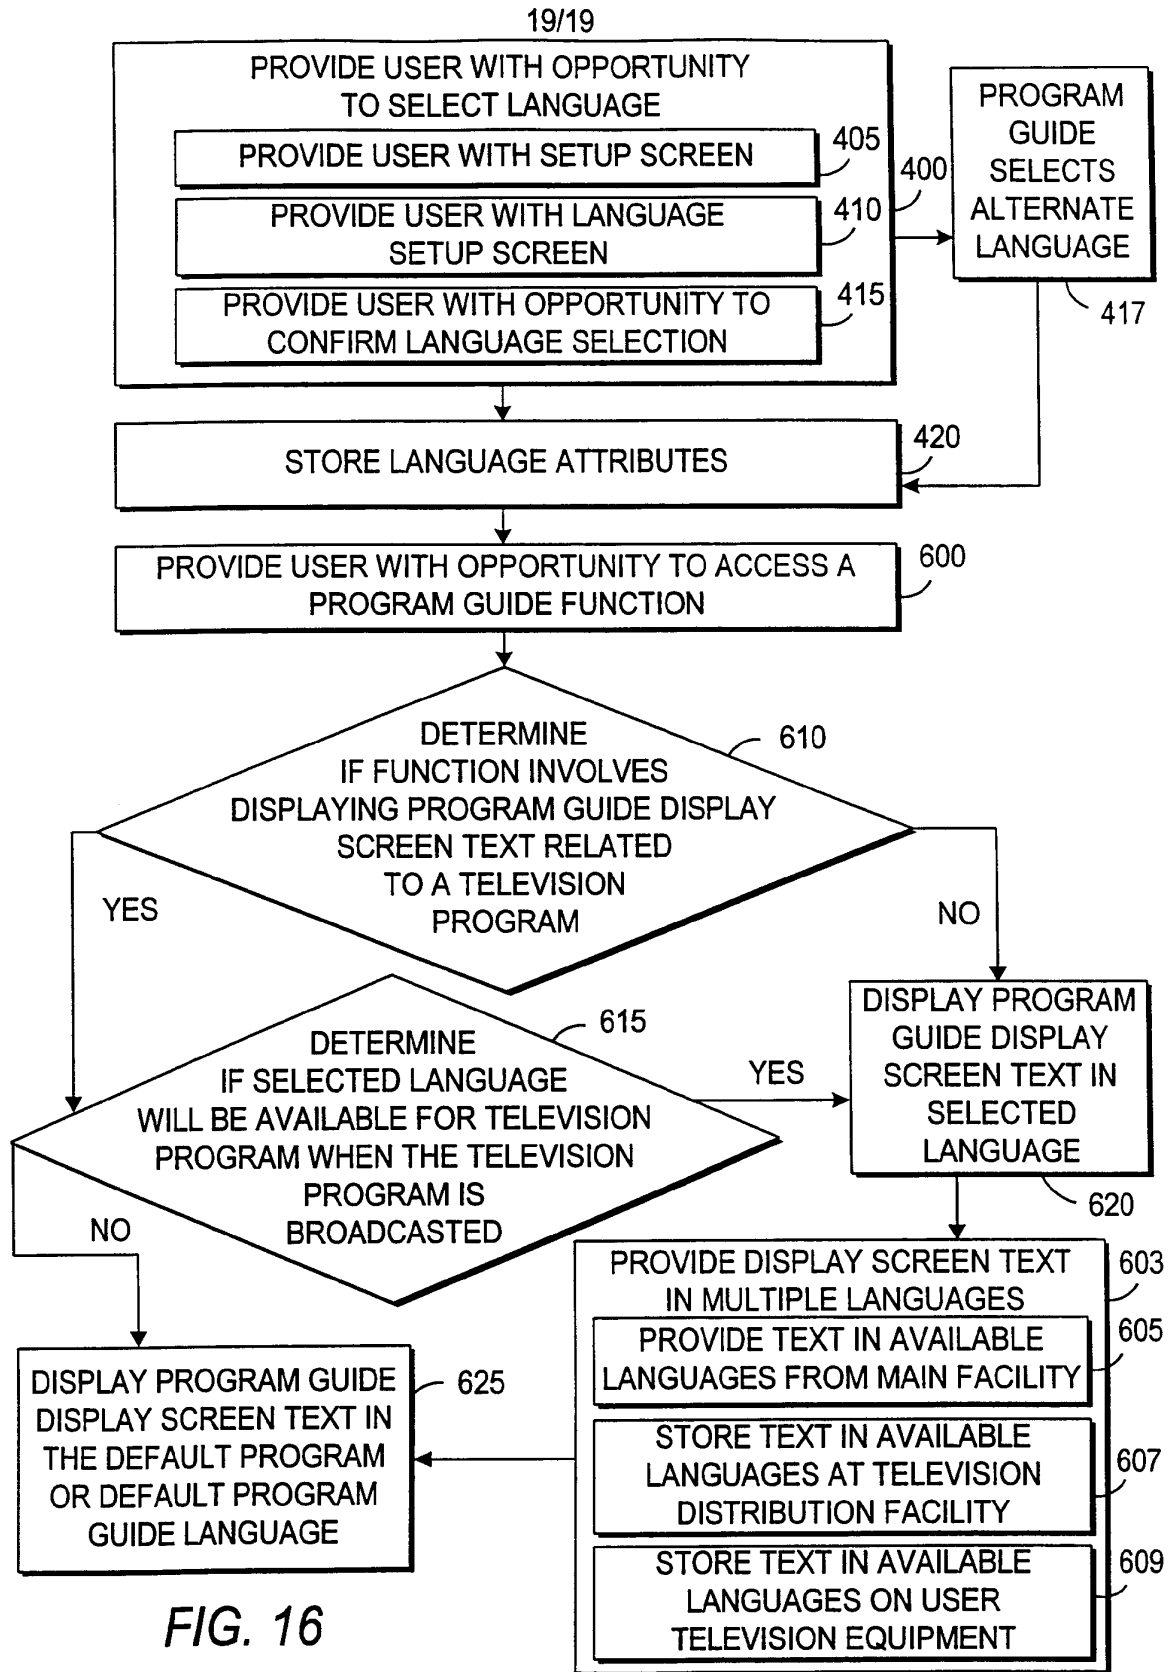 19/19
PROVIDE USER WITH OPPORTUNITY
TO SELECT LANGUAGE
PROVIDE USER WITH SETUP SCREEN
405
PROVIDE USER WITH LANGUAGE
SETUP SCREEN
410
PROVIDE USER WITH OPPORTUNITY TO
CONFIRM LANGUAGE SELECTION
415
400
PROGRAM
GUIDE
SELECTS
ALTERNATE
LANGUAGE
417
STORE LANGUAGE ATTRIBUTES
420
PROVIDE USER WITH OPPORTUNITY TO ACCESS A
PROGRAM GUIDE FUNCTION
600
DETERMINE
IF FUNCTION INVOLVES
DISPLAYING PROGRAM GUIDE DISPLAY
SCREEN TEXT RELATED
TO A TELEVISION
PROGRAM
610
YES
NO
DETERMINE
IF SELECTED LANGUAGE
WILL BE AVAILABLE FOR TELEVISION
PROGRAM WHEN THE TELEVISION
PROGRAM IS
BROADCASTED
615
YES
NO
DISPLAY PROGRAM
GUIDE DISPLAY
SCREEN TEXT IN
SELECTED
LANGUAGE
620
PROVIDE DISPLAY SCREEN TEXT
IN MULTIPLE LANGUAGES
603
PROVIDE TEXT IN AVAILABLE
LANGUAGES FROM MAIN FACILITY
605
STORE TEXT IN AVAILABLE
LANGUAGES AT TELEVISION
DISTRIBUTION FACILITY
607
STORE TEXT IN AVAILABLE
LANGUAGES ON USER
TELEVISION EQUIPMENT
609
DISPLAY PROGRAM GUIDE
DISPLAY SCREEN TEXT IN
THE DEFAULT PROGRAM
OR DEFAULT PROGRAM
GUIDE LANGUAGE
625
FIG. 16